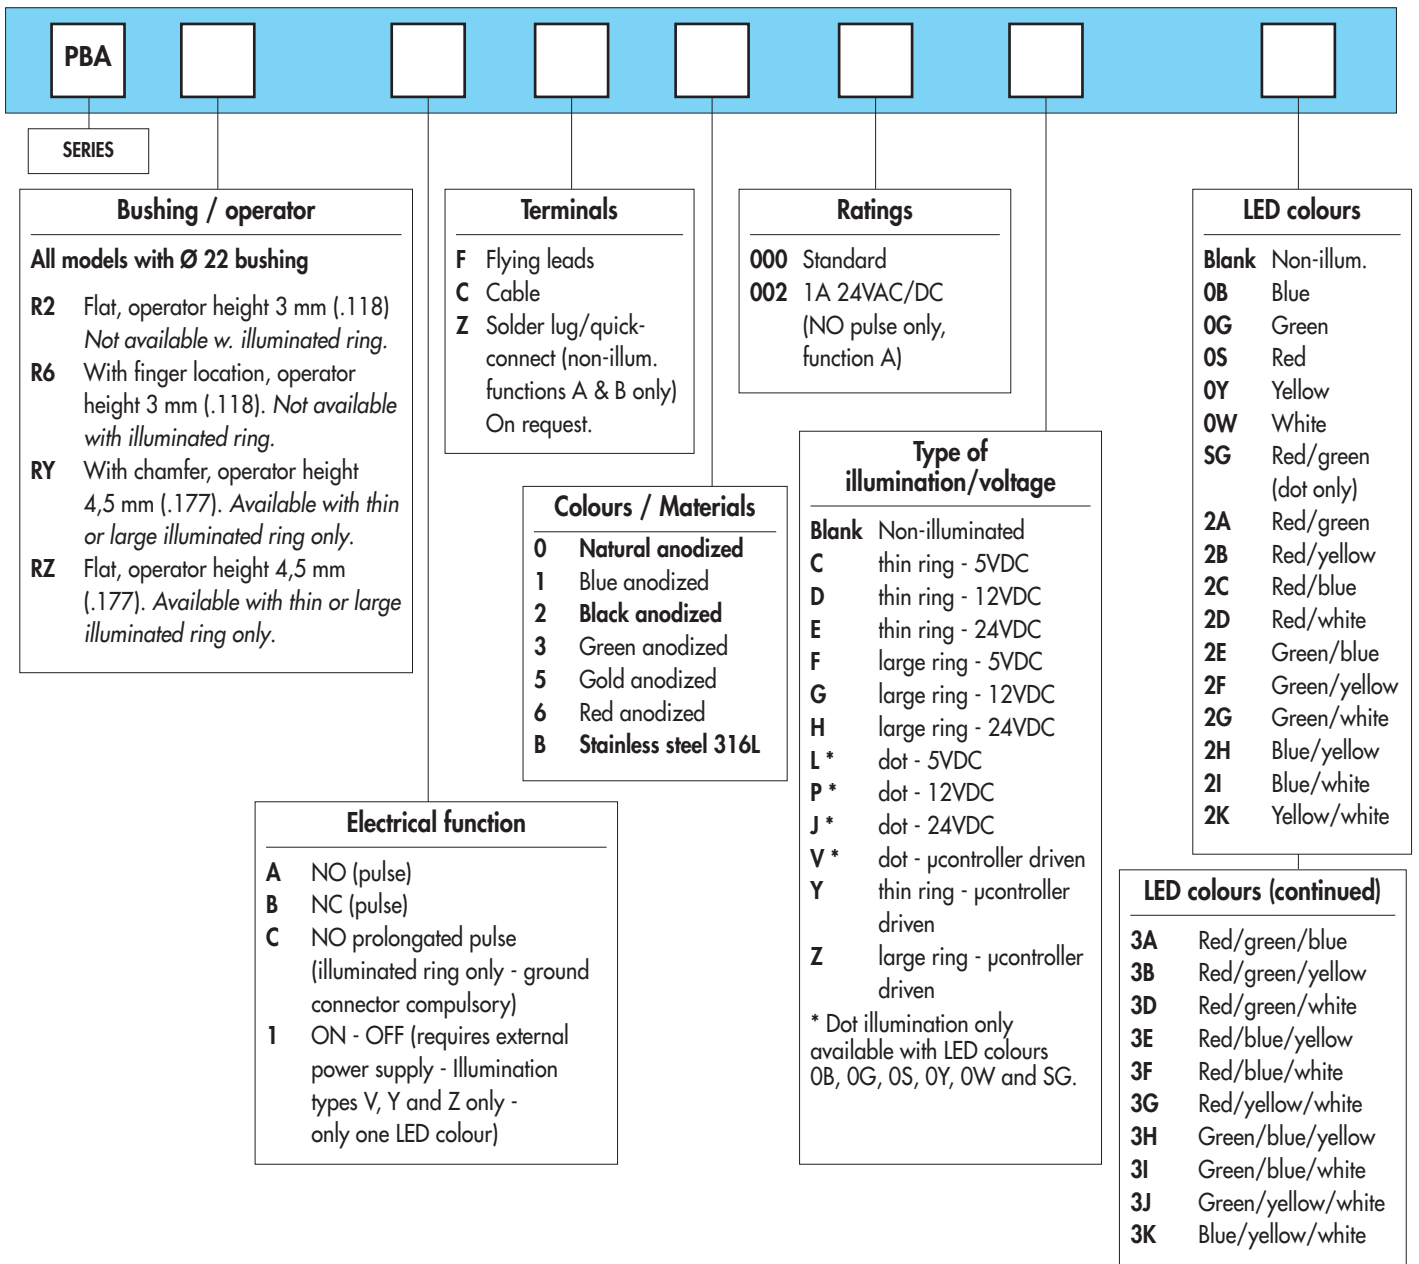 PBA
SERIES
Bushing / operator
All models with Ø 22 bushing
R2 Flat, operator height 3 mm (.118)
Not available w. illuminated ring.
R6 With finger location, operator
height 3 mm (.118). Not available
with illuminated ring.
RY With chamfer, operator height
4,5 mm (.177). Available with thin
or large illuminated ring only.
RZ Flat, operator height 4,5 mm
(.177). Available with thin or large
illuminated ring only.
Electrical function
A NO (pulse)
B NC (pulse)
C NO prolongated pulse
(illuminated ring only - ground
connector compulsory)
1 ON - OFF (requires external
power supply - Illumination
types V, Y and Z only -
only one LED colour)
Terminals
F Flying leads
C Cable
Z Solder lug/quick-
connect (non-illum.
functions A & B only)
On request.
Colours / Materials
0 Natural anodized
1 Blue anodized
2 Black anodized
3 Green anodized
5 Gold anodized
6 Red anodized
B Stainless steel 316L
Ratings
000 Standard
002 1A 24VAC/DC
(NO pulse only,
function A)
Type of
illumination/voltage
Blank Non-illuminated
C thin ring - 5VDC
D thin ring - 12VDC
E thin ring - 24VDC
F large ring - 5VDC
G large ring - 12VDC
H large ring - 24VDC
L * dot - 5VDC
P * dot - 12VDC
J * dot - 24VDC
V * dot - µcontroller driven
Y thin ring - µcontroller
driven
Z large ring - µcontroller
driven
* Dot illumination only
available with LED colours
0B, 0G, 0S, 0Y, 0W and SG.
LED colours
Blank Non-illum.
0B Blue
0G Green
0S Red
0Y Yellow
0W White
SG Red/green
(dot only)
2A Red/green
2B Red/yellow
2C Red/blue
2D Red/white
2E Green/blue
2F Green/yellow
2G Green/white
2H Blue/yellow
2I Blue/white
2K Yellow/white
LED colours (continued)
3A Red/green/blue
3B Red/green/yellow
3D Red/green/white
3E Red/blue/yellow
3F Red/blue/white
3G Red/yellow/white
3H Green/blue/yellow
3I Green/blue/white
3J Green/yellow/white
3K Blue/yellow/white